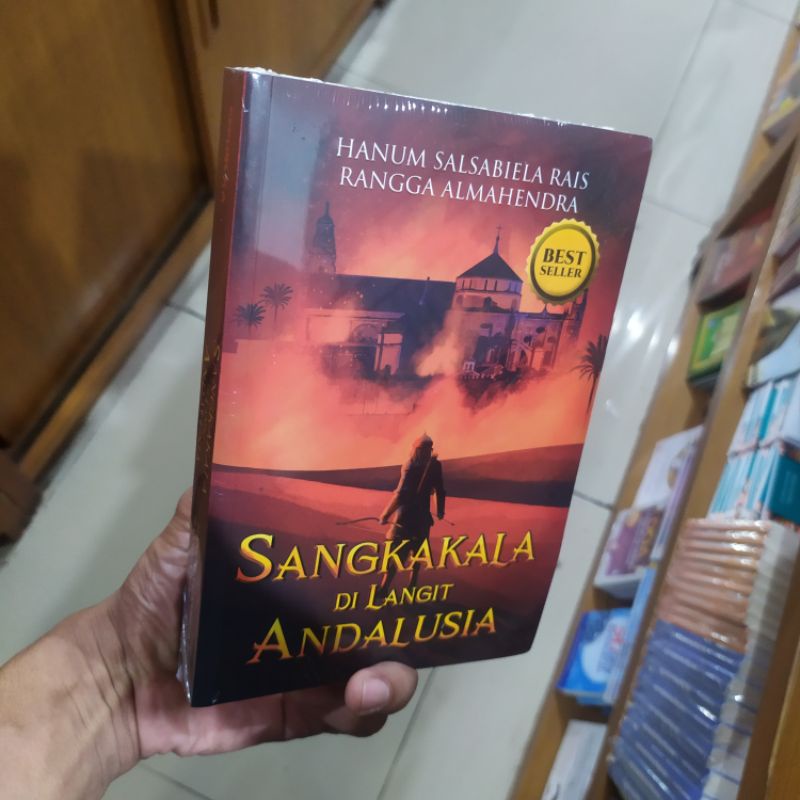 HANUM SALSABIELA RAIS
RANGGA ALMAHENDRA
BEST
SELLER
SANGKAKALA
DI LANGIT
ANDALUSIA